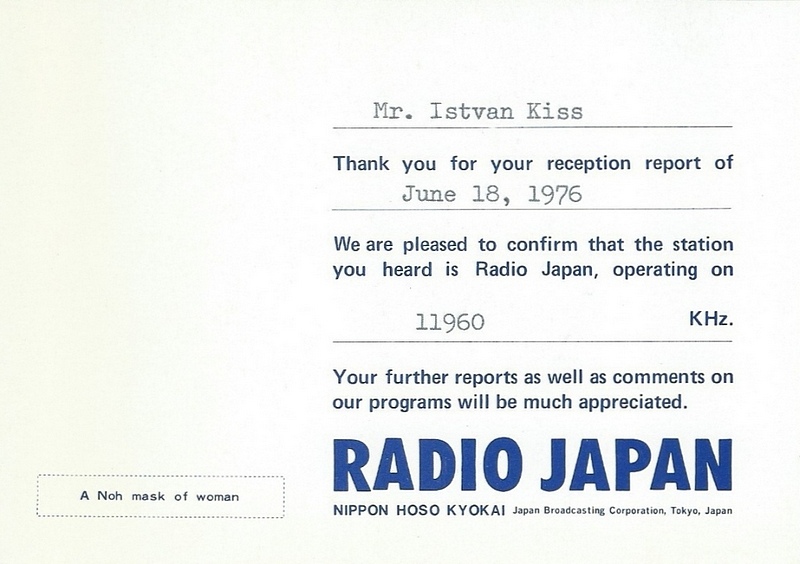 Mr. Istvan Kiss
Thank you for your reception report of
June 18, 1976
We are pleased to confirm that the station
you heard is Radio Japan, operating on
11960 KHz.
Your further reports as well as comments on
our programs will be much appreciated.
RADIO JAPAN
A Noh mask of woman
NIPPON HOSO KYOKAI Japan Broadcasting Corporation, Tokyo, Japan